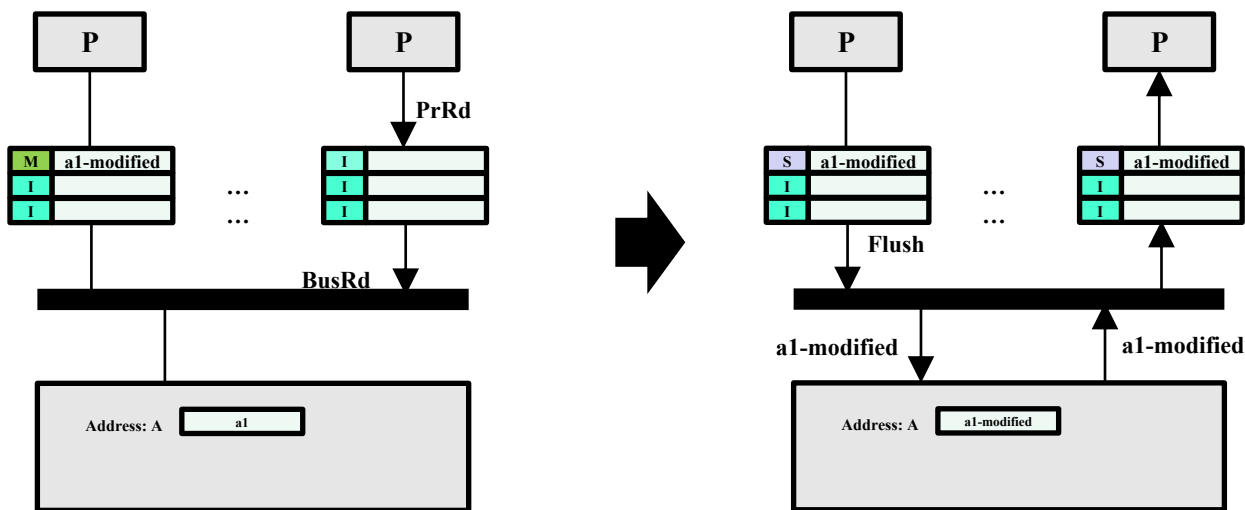 P P P P
PrRd
M a1-modified I S a1-modified S a1-modified
I ... I I ... I
I ... I I ... I
Flush
BusRd
a1-modified a1-modified
Address: A a1 Address: A a1-modified